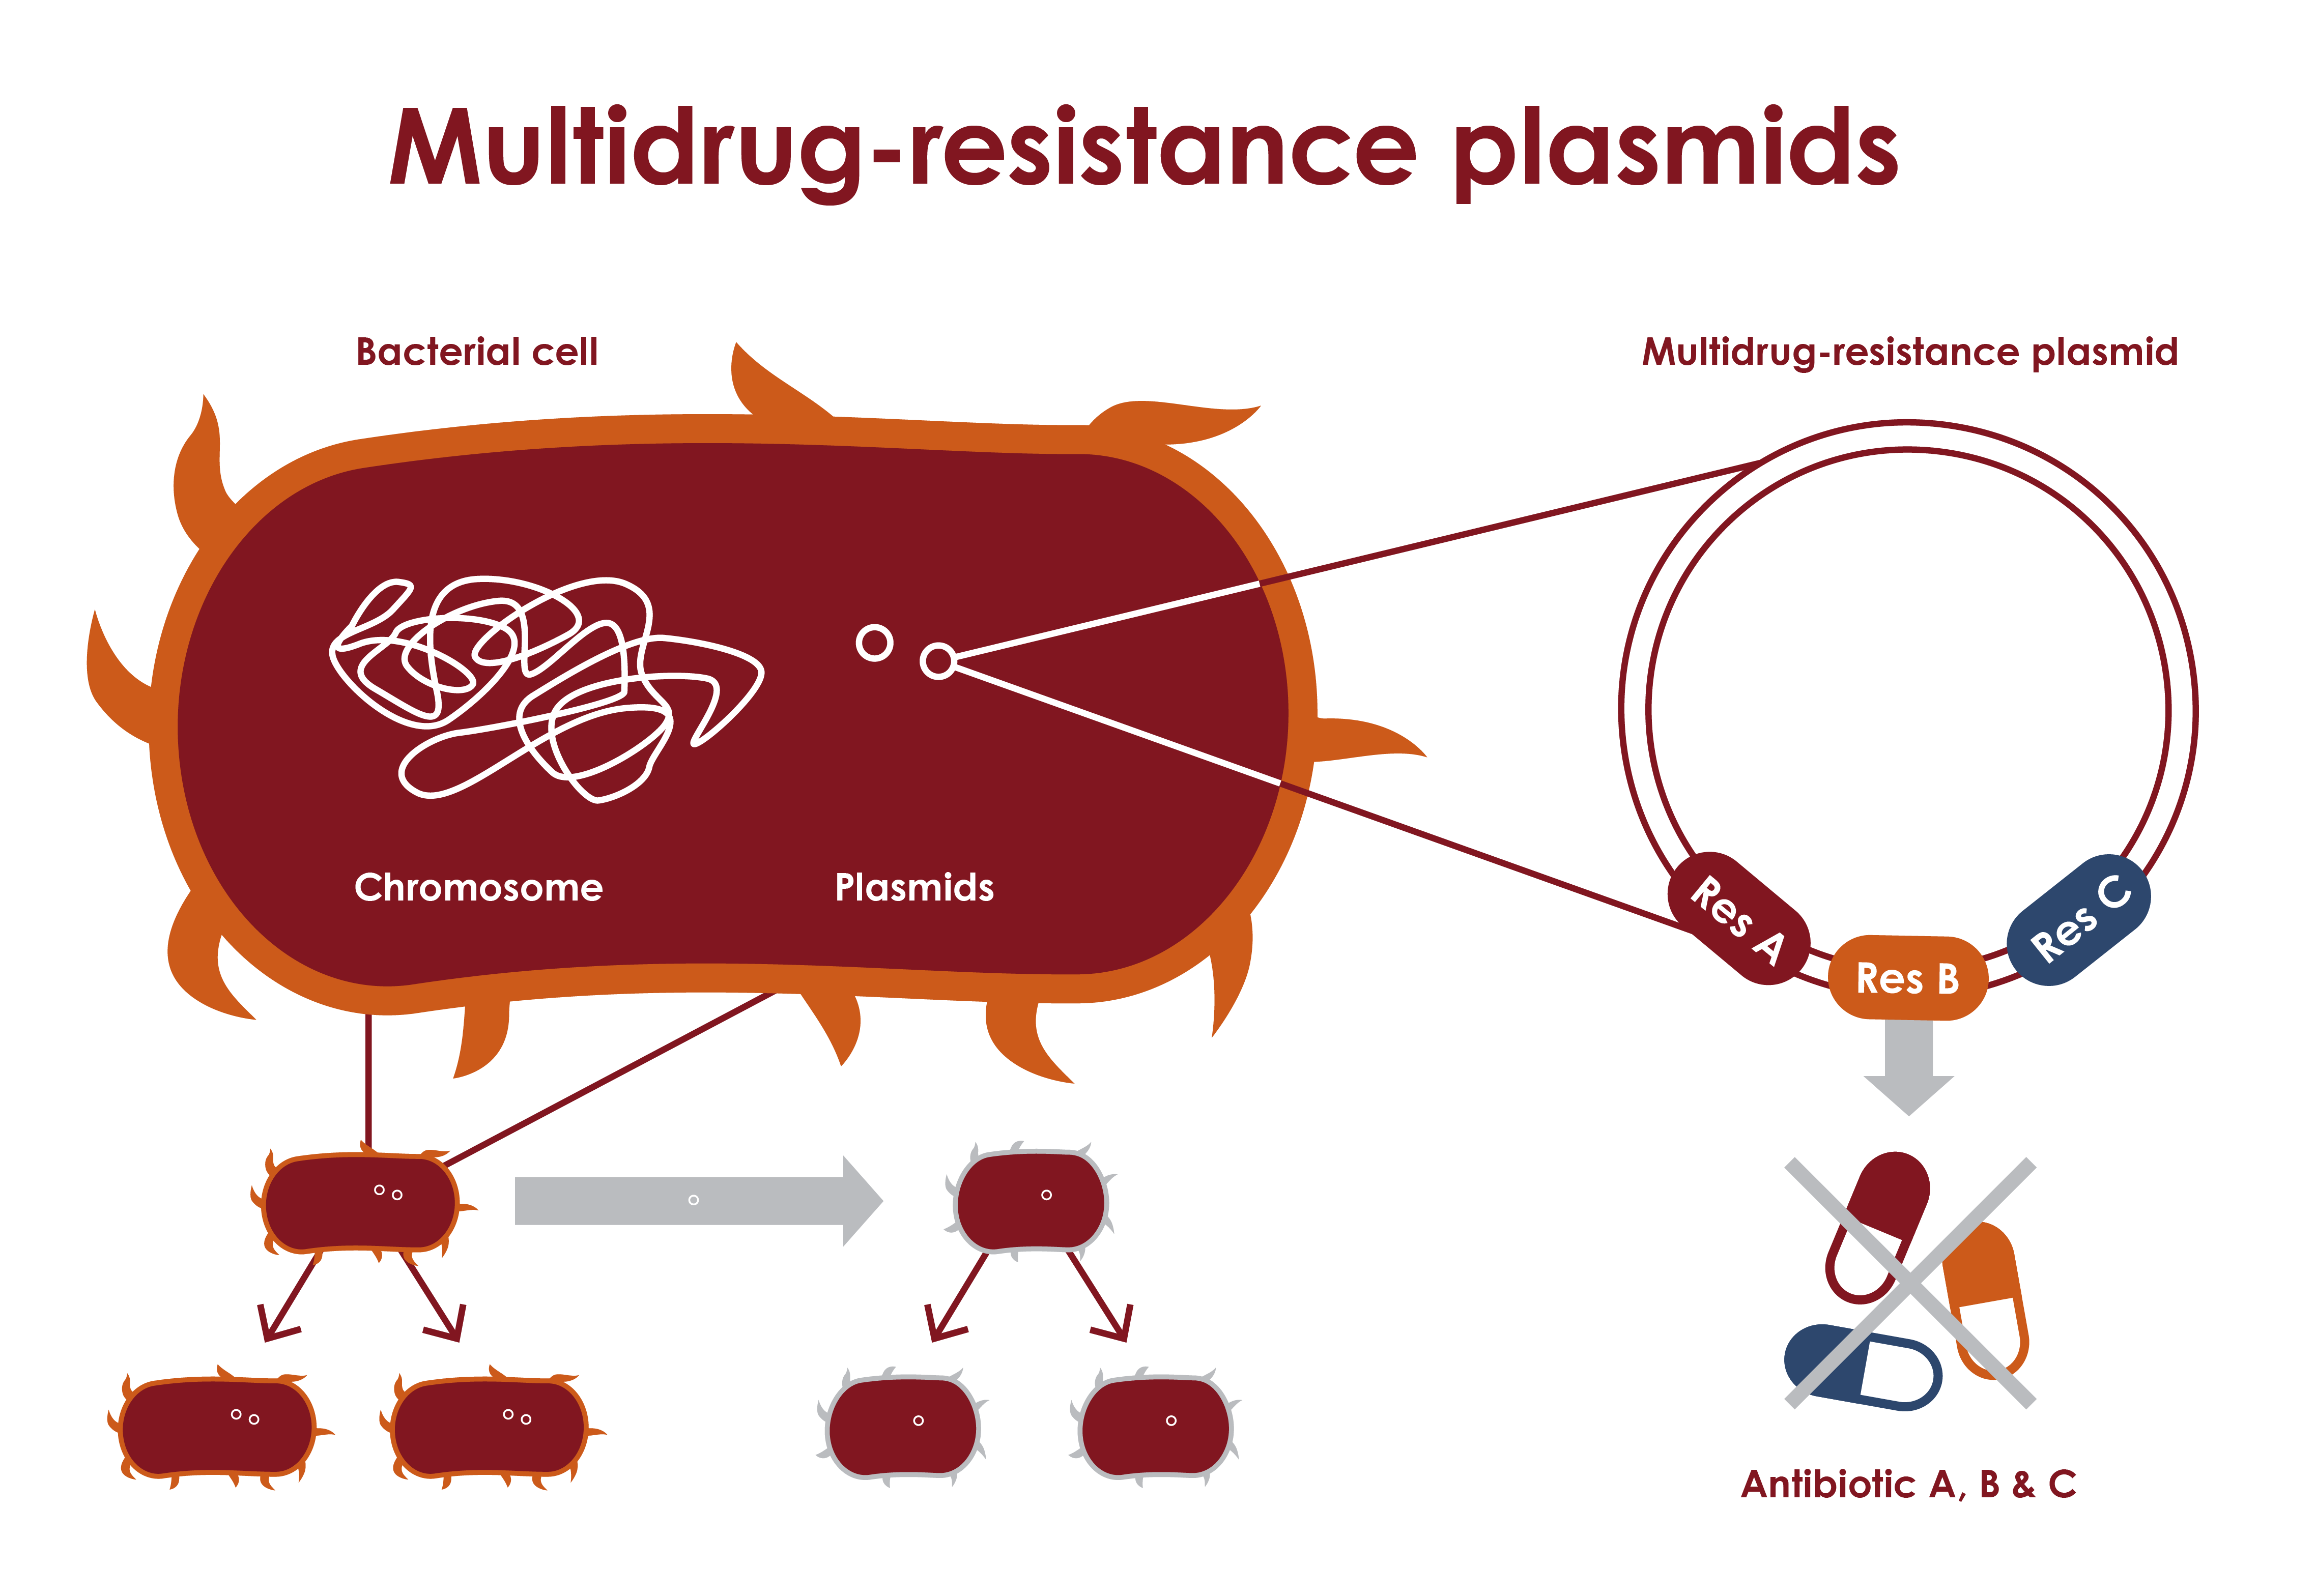 Multidrug-resistance plasmids
Bacterial cell
Multidrug-resistance plasmid
Chromosome
Plasmids
Res A
Res B
Res C
Antibiotic A, B & C